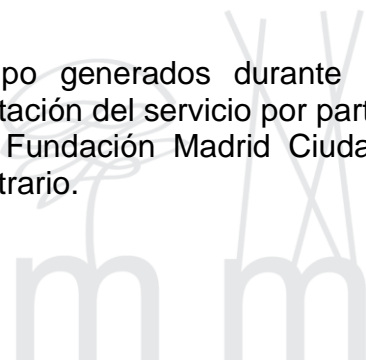 po generados durante
tación del servicio por part
Fundación Madrid Ciuda
trario.